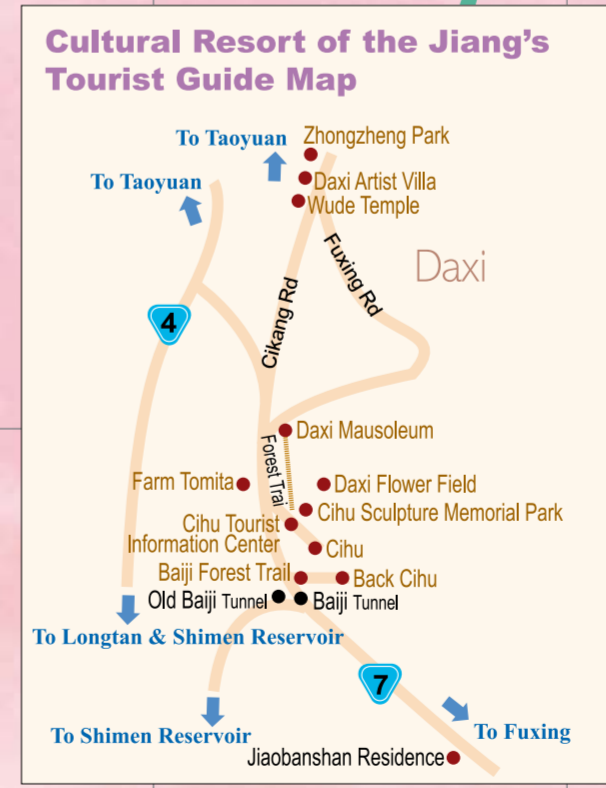 Cultural Resort of the Jiang's
Tourist Guide Map
To Taoyuan
Zhongzheng Park
To Taoyuan
Daxi Artist Villa
Wude Temple
Fuxing Rd
Daxi
Cikang Rd
4
Daxi Mausoleum
Forest Trai
Farm Tomita
Daxi Flower Field
Cihu Sculpture Memorial Park
Cihu Tourist
Information Center
Cihu
Baiji Forest Trail
Back Cihu
Old Baiji Tunnel
Baiji Tunnel
To Longtan & Shimen Reservoir
7
To Shimen Reservoir
To Fuxing
Jiaobanshan Residence